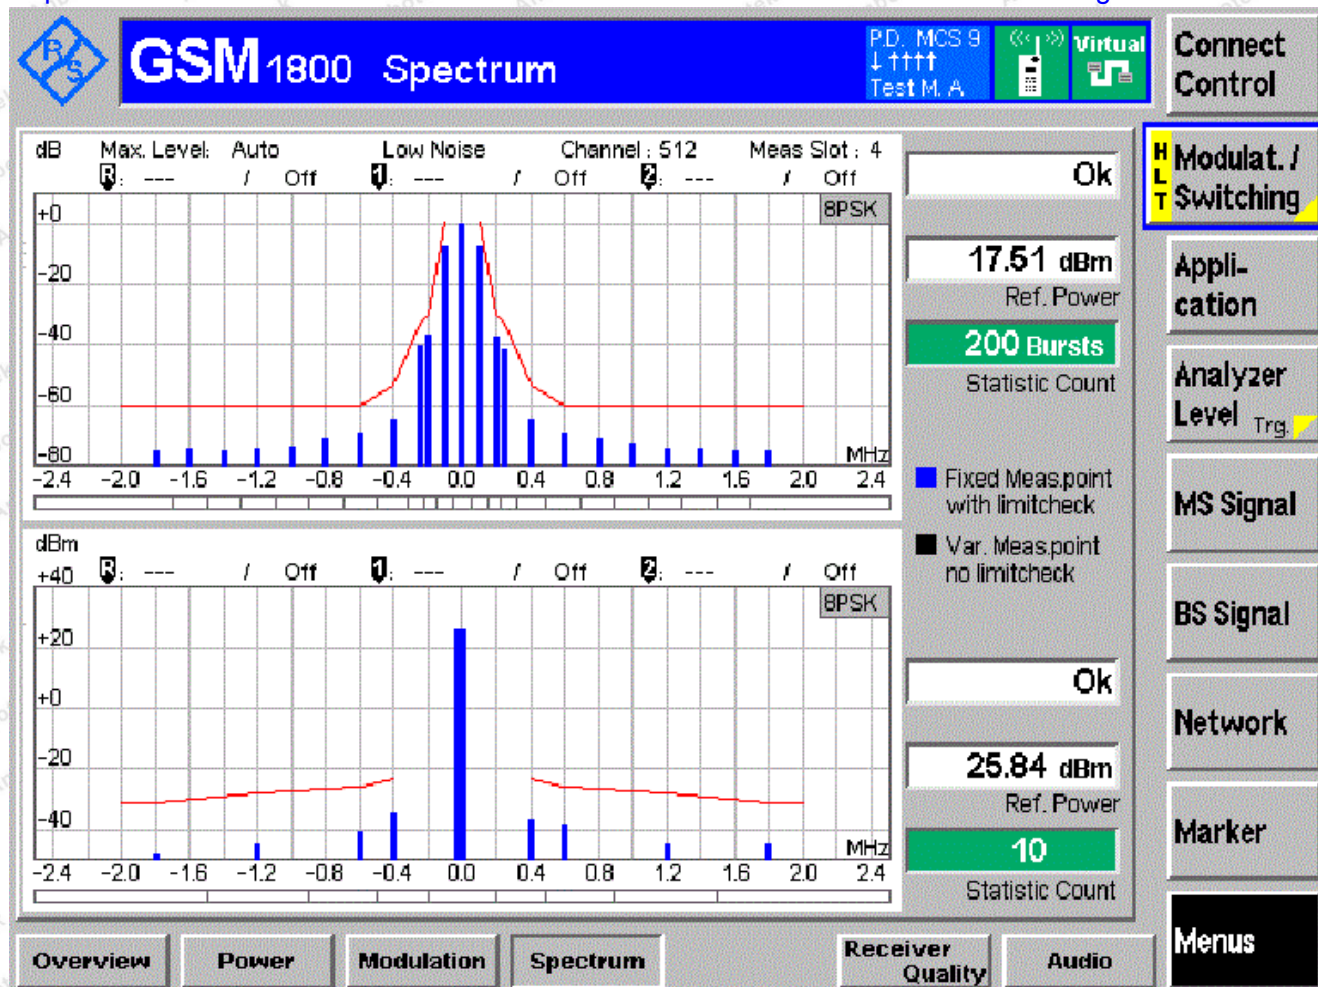 R&S
GSM 1800 Spectrum
P.D. MCS 9
↓ ↑↑↑↑
Test M. A
Virtual
Connect
Control
dB Max. Level: Auto Low Noise Channel : 512 Meas Slot : 4
R: --- / Off 1: --- / Off 2: --- / Off
8PSK
+0
-20
-40
-60
-80
MHz
-2.4 -2.0 -1.6 -1.2 -0.8 -0.4 0.0 0.4 0.8 1.2 1.6 2.0 2.4
Ok
17.51 dBm
Ref. Power
200 Bursts
Statistic Count
Fixed Meas.point
with limitcheck
Var. Meas.point
no limitcheck
dBm
+40 R: --- / Off 1: --- / Off 2: --- / Off
8PSK
+20
+0
-20
-40
MHz
-2.4 -2.0 -1.6 -1.2 -0.8 -0.4 0.0 0.4 0.8 1.2 1.6 2.0 2.4
Ok
25.84 dBm
Ref. Power
10
Statistic Count
HLT
Modulat. /
Switching
Appli-
cation
Analyzer
Level Trg.
MS Signal
BS Signal
Network
Marker
Menus
Overview Power Modulation Spectrum Receiver Quality Audio